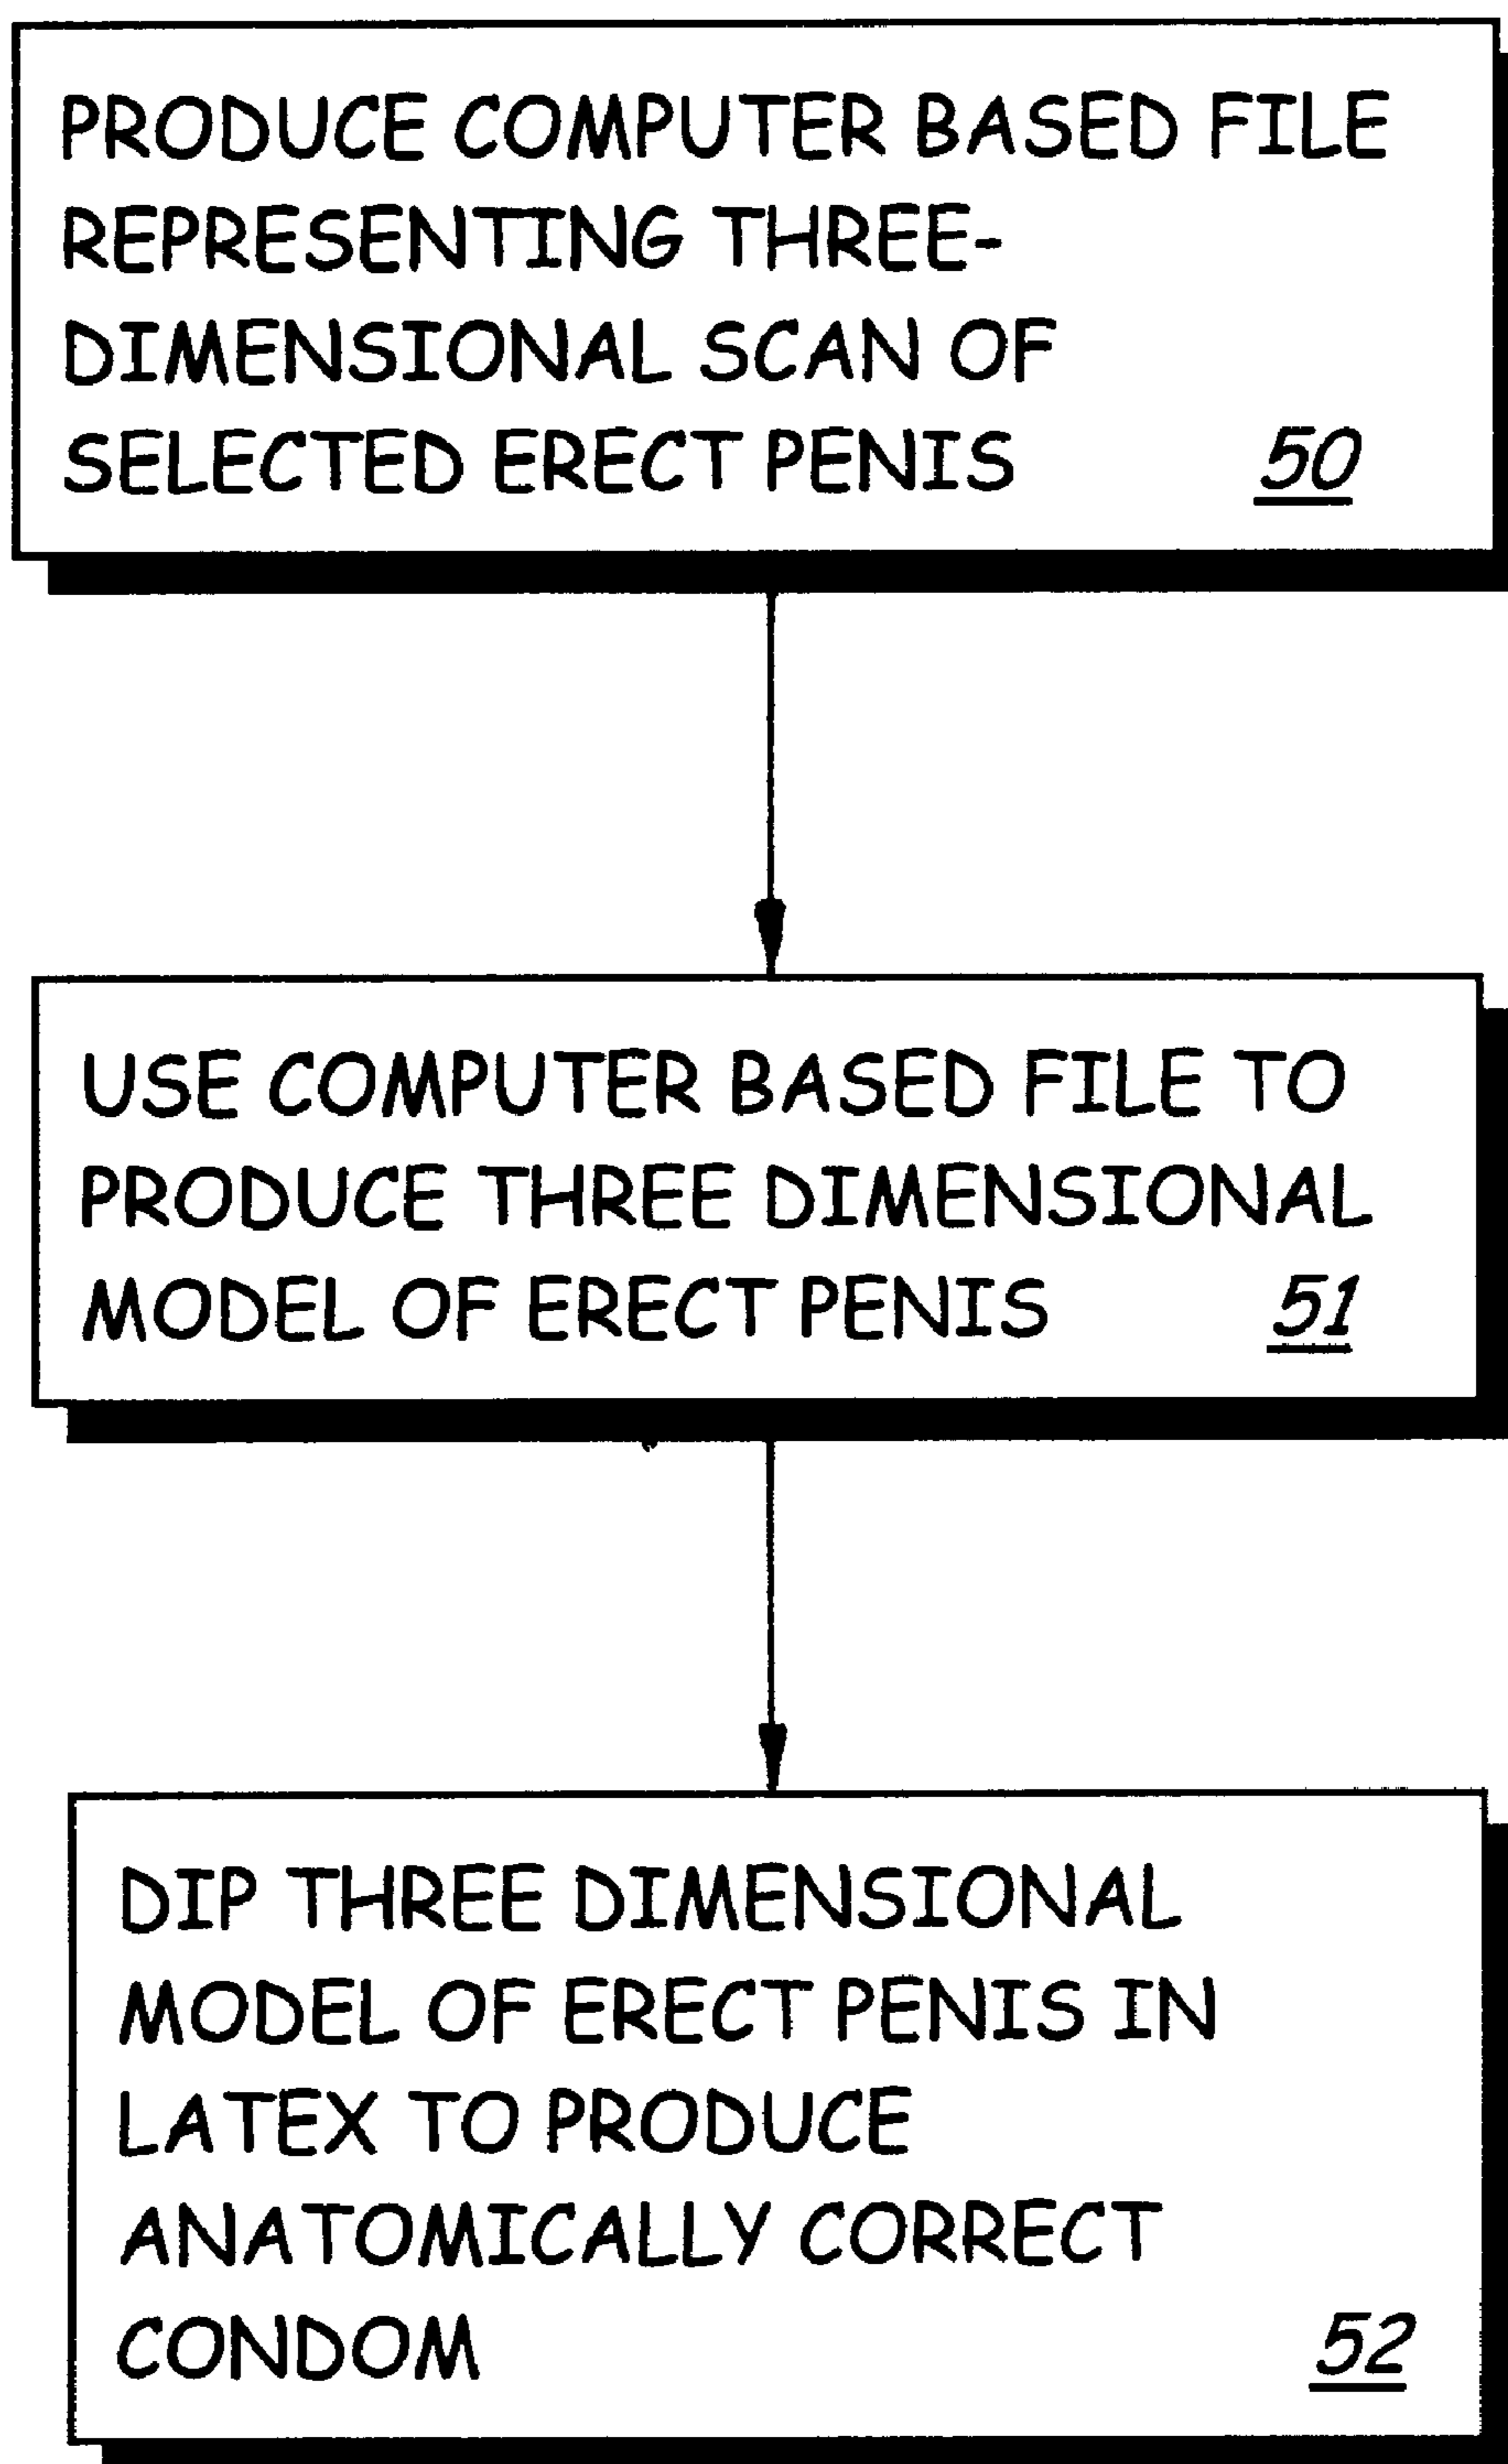 PRODUCE COMPUTER BASED FILE
REPRESENTING THREE-
DIMENSIONAL SCAN OF
SELECTED ERECT PENIS 50
USE COMPUTER BASED FILE TO
PRODUCE THREE DIMENSIONAL
MODEL OF ERECT PENIS 51
DIP THREE DIMENSIONAL
MODEL OF ERECT PENIS IN
LATEX TO PRODUCE
ANATOMICALLY CORRECT
CONDOM 52